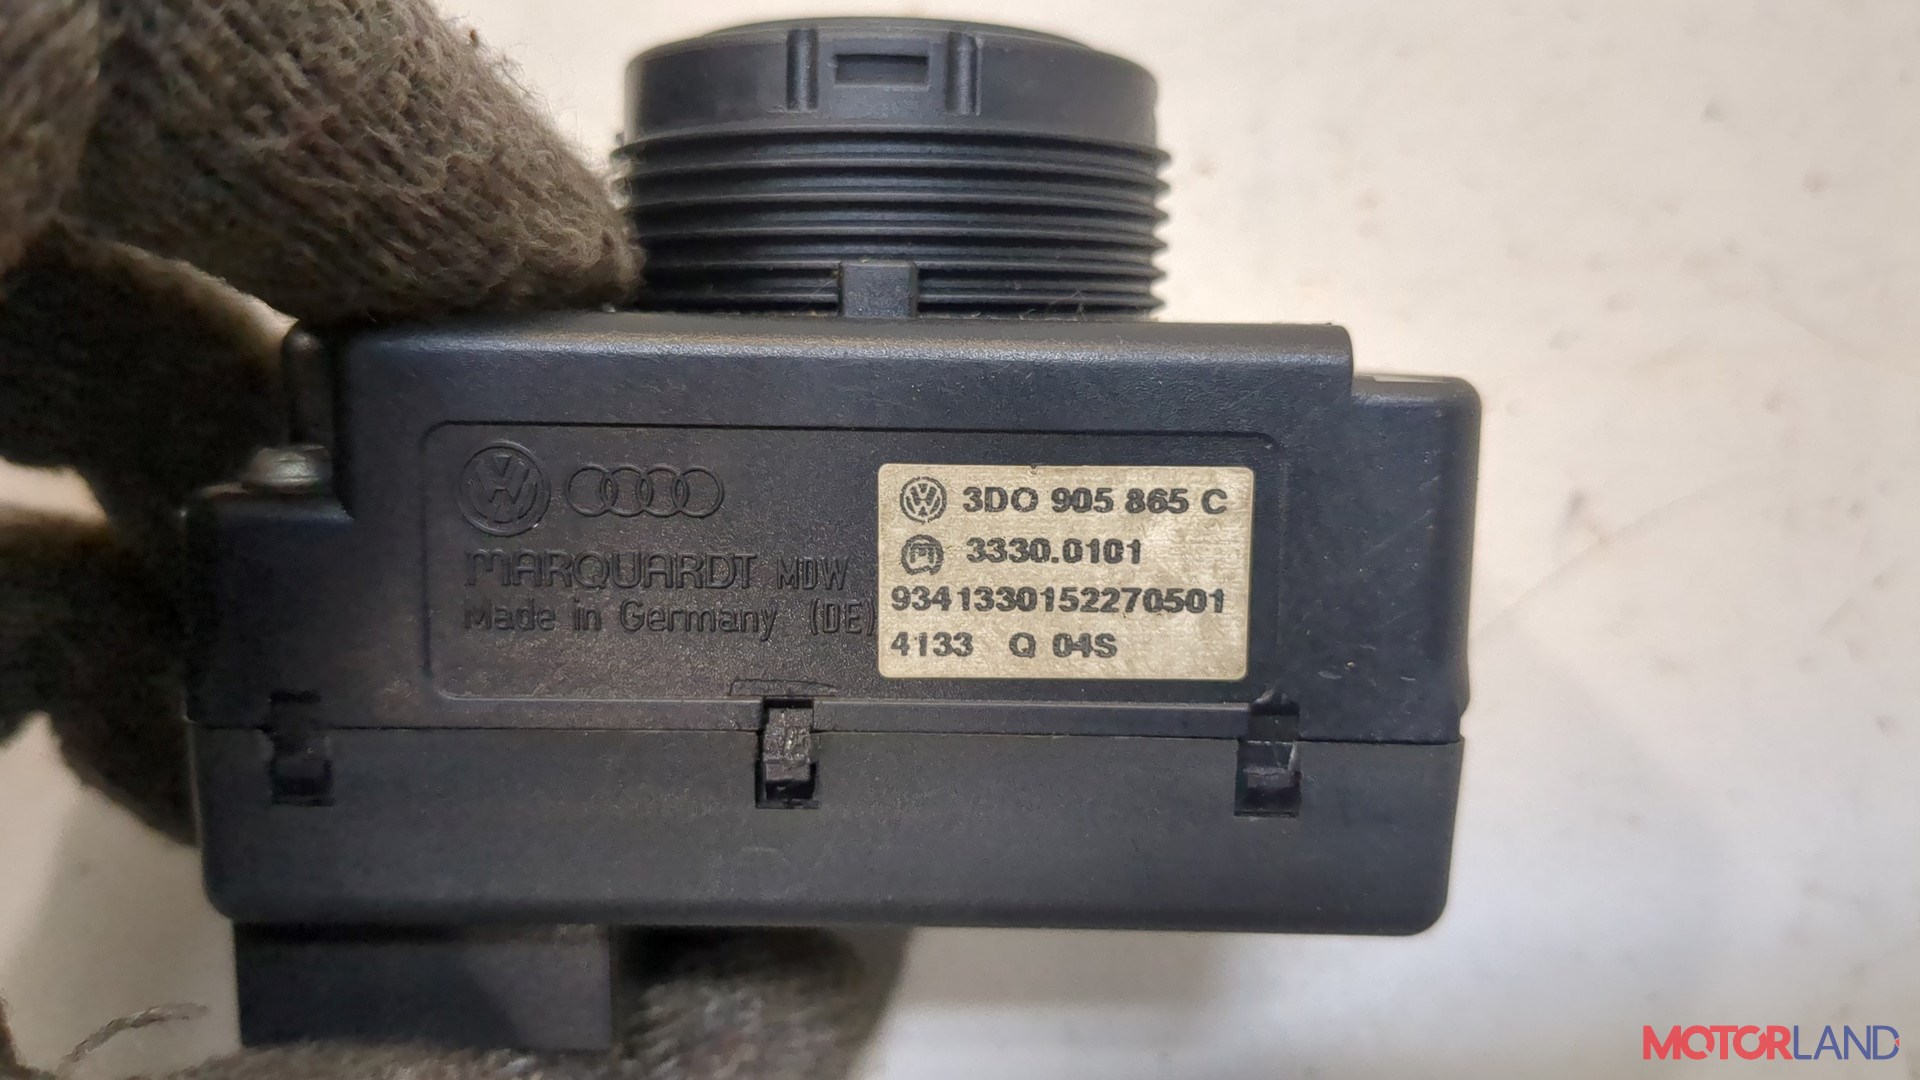 MARQUARDT MDW
Made in Germany (DE)
3D0 905 865 C
3330.0101
9341330152270501
4133 Q 04S
MOTORLAND